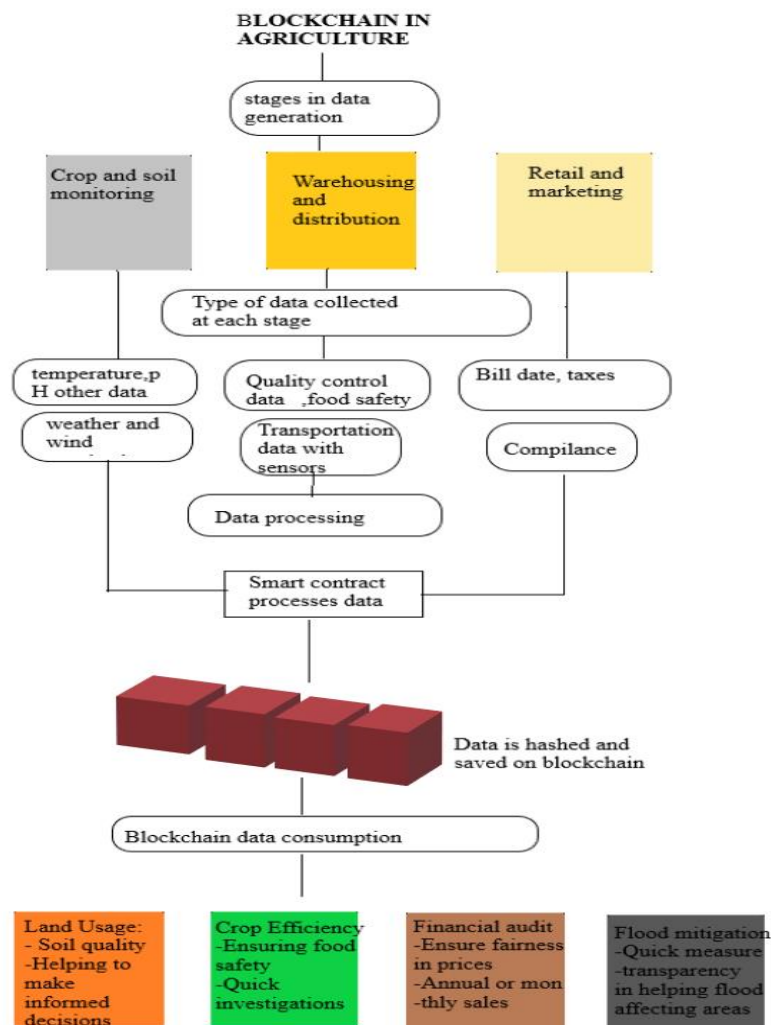 BLOCKCHAIN IN
AGRICULTURE
stages in data
generation
Crop and soil
monitoring
Warehousing
and
distribution
Retail and
marketing
Type of data collected
at each stage
temperature,p
H other data
weather and
wind
Quality control
data ,food safety
Transportation
data with
sensors
Bill date, taxes
Compilance
Data processing
Smart contract
processes data
Data is hashed and
saved on blockchain
Blockchain data consumption
Land Usage:
- Soil quality
-Helping to
make
informed
decisions
Crop Efficiency
-Ensuring food
safety
-Quick
investigations
Financial audit
-Ensure fairness
in prices
-Annual or mon
-thly sales
Flood mitigation
-Quick measure
-transparency
in helping flood
affecting areas